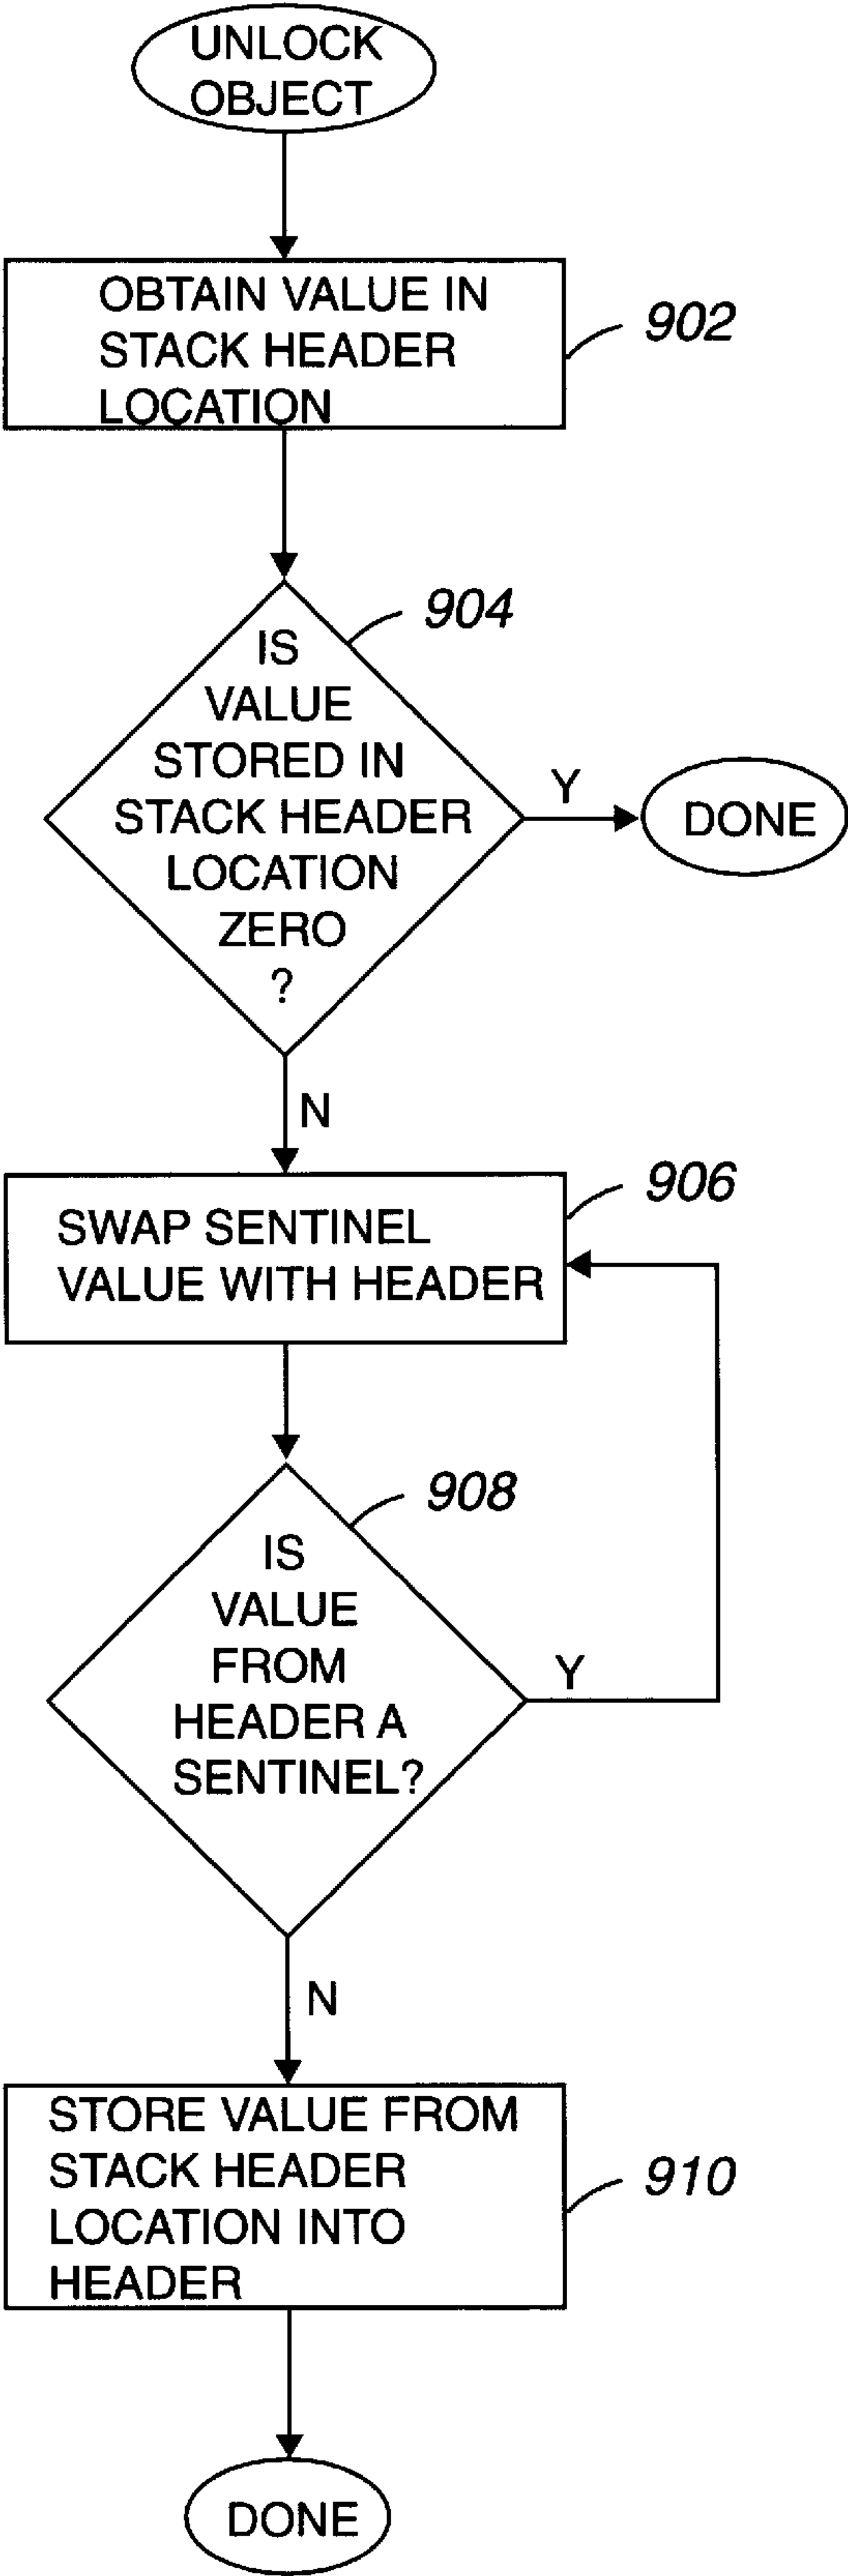 UNLOCK
OBJECT
OBTAIN VALUE IN
STACK HEADER
LOCATION
902
904
IS
VALUE
STORED IN
STACK HEADER
LOCATION
ZERO
?
Y
DONE
N
906
SWAP SENTINEL
VALUE WITH HEADER
908
IS
VALUE
FROM
HEADER A
SENTINEL?
Y
N
STORE VALUE FROM
STACK HEADER
LOCATION INTO
HEADER
910
DONE